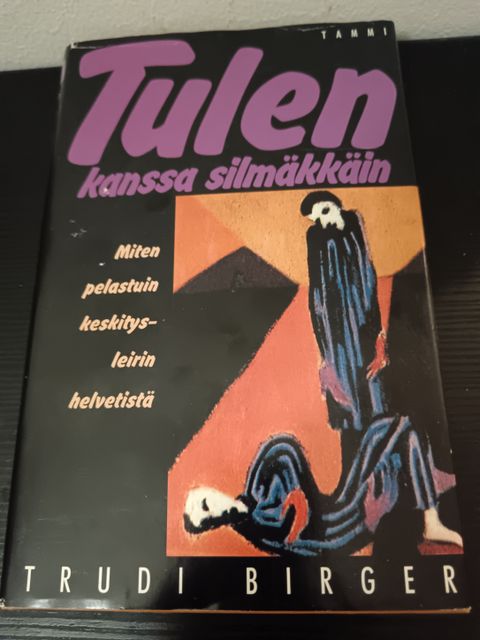 TAMMI
Tulen
kanssa silmäkkäin
Miten
pelastuin
keskitys-
leirin
helvetistä
TRUDI BIRGER